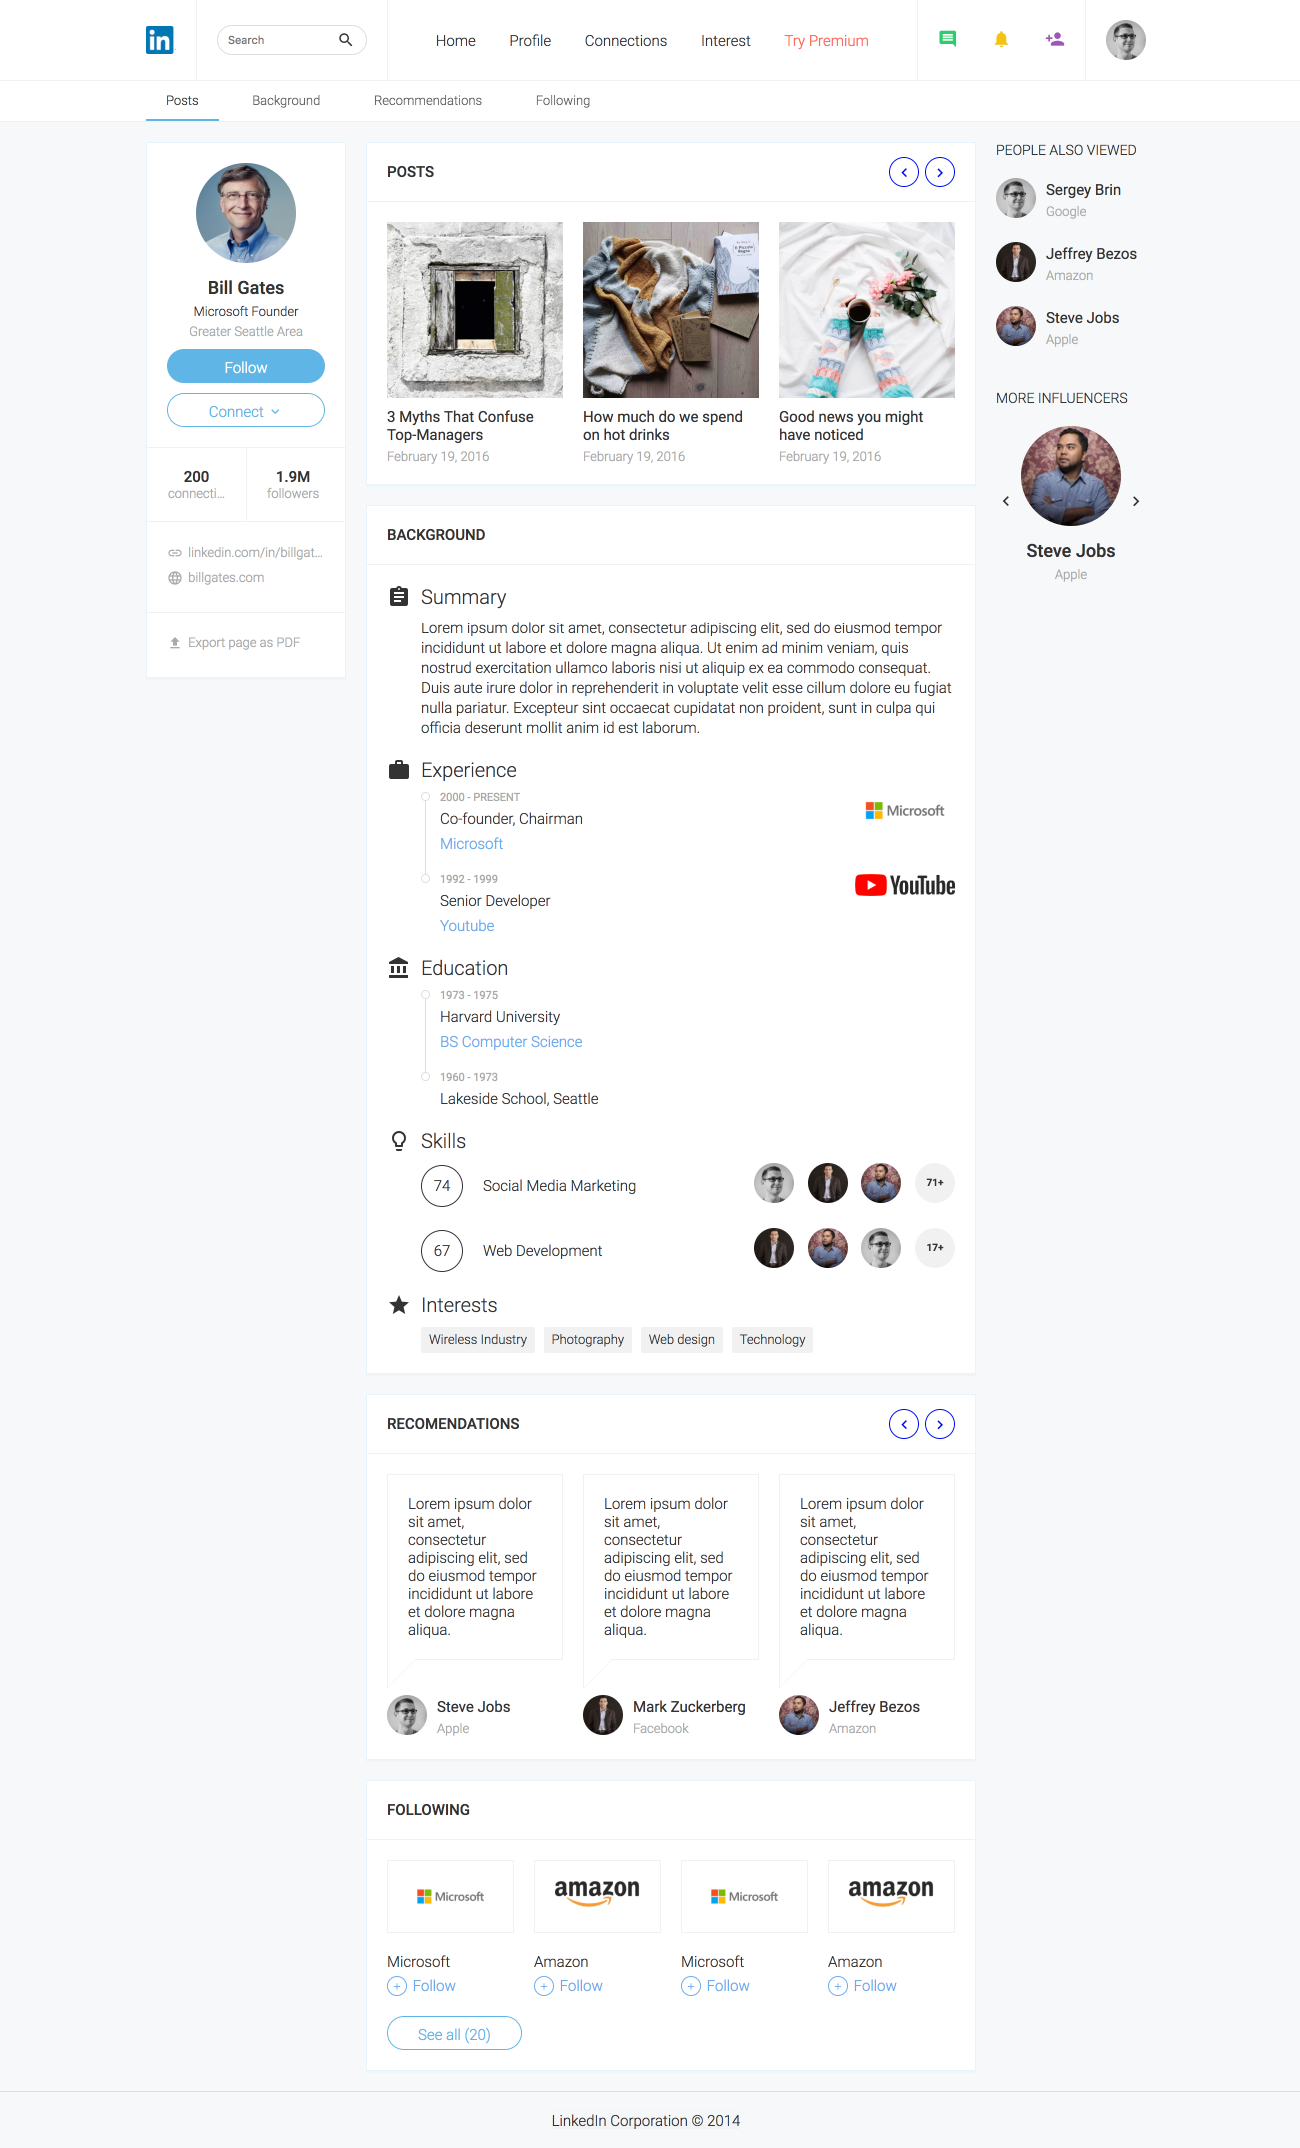 in
Search
Home
Profile
Connections
Interest
Try Premium
Posts
Background
Recommendations
Following
Bill Gates
Microsoft Founder
Greater Seattle Area
Follow
Connect
200
connecti...
1.9M
followers
linkedin.com/in/billgat...
billgates.com
Export page as PDF
POSTS
3 Myths That Confuse
Top-Managers
February 19, 2016
How much do we spend
on hot drinks
February 19, 2016
Good news you might
have noticed
February 19, 2016
BACKGROUND
Summary
Lorem ipsum dolor sit amet, consectetur adipiscing elit, sed do eiusmod tempor
incididunt ut labore et dolore magna aliqua. Ut enim ad minim veniam, quis
nostrud exercitation ullamco laboris nisi ut aliquip ex ea commodo consequat.
Duis aute irure dolor in reprehenderit in voluptate velit esse cillum dolore eu fugiat
nulla pariatur. Excepteur sint occaecat cupidatat non proident, sunt in culpa qui
officia deserunt mollit anim id est laborum.
Experience
2000 - PRESENT
Co-founder, Chairman
Microsoft
Microsoft
1992 - 1999
Senior Developer
Youtube
YouTube
Education
1973 - 1975
Harvard University
BS Computer Science
1960 - 1973
Lakeside School, Seattle
Skills
74
Social Media Marketing
71+
67
Web Development
17+
Interests
Wireless Industry
Photography
Web design
Technology
RECOMENDATIONS
Lorem ipsum dolor
sit amet,
consectetur
adipiscing elit, sed
do eiusmod tempor
incididunt ut labore
et dolore magna
aliqua.
Steve Jobs
Apple
Lorem ipsum dolor
sit amet,
consectetur
adipiscing elit, sed
do eiusmod tempor
incididunt ut labore
et dolore magna
aliqua.
Mark Zuckerberg
Facebook
Lorem ipsum dolor
sit amet,
consectetur
adipiscing elit, sed
do eiusmod tempor
incididunt ut labore
et dolore magna
aliqua.
Jeffrey Bezos
Amazon
FOLLOWING
Microsoft
Microsoft
+ Follow
amazon
Amazon
+ Follow
Microsoft
Microsoft
+ Follow
amazon
Amazon
+ Follow
See all (20)
PEOPLE ALSO VIEWED
Sergey Brin
Google
Jeffrey Bezos
Amazon
Steve Jobs
Apple
MORE INFLUENCERS
Steve Jobs
Apple
LinkedIn Corporation © 2014